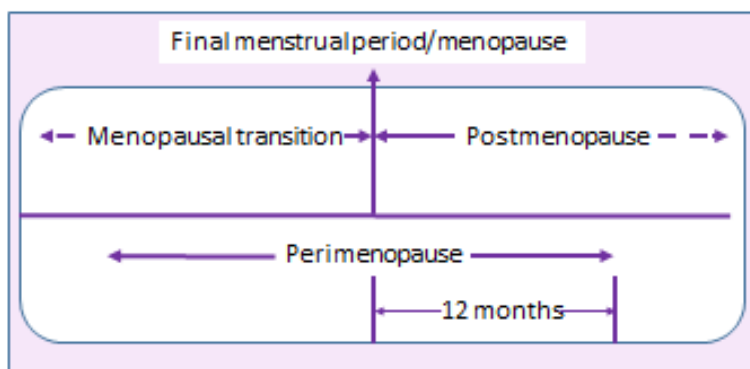 Final menstrual period/menopause
Menopausal transition
Postmenopause
Perimenopause
12 months